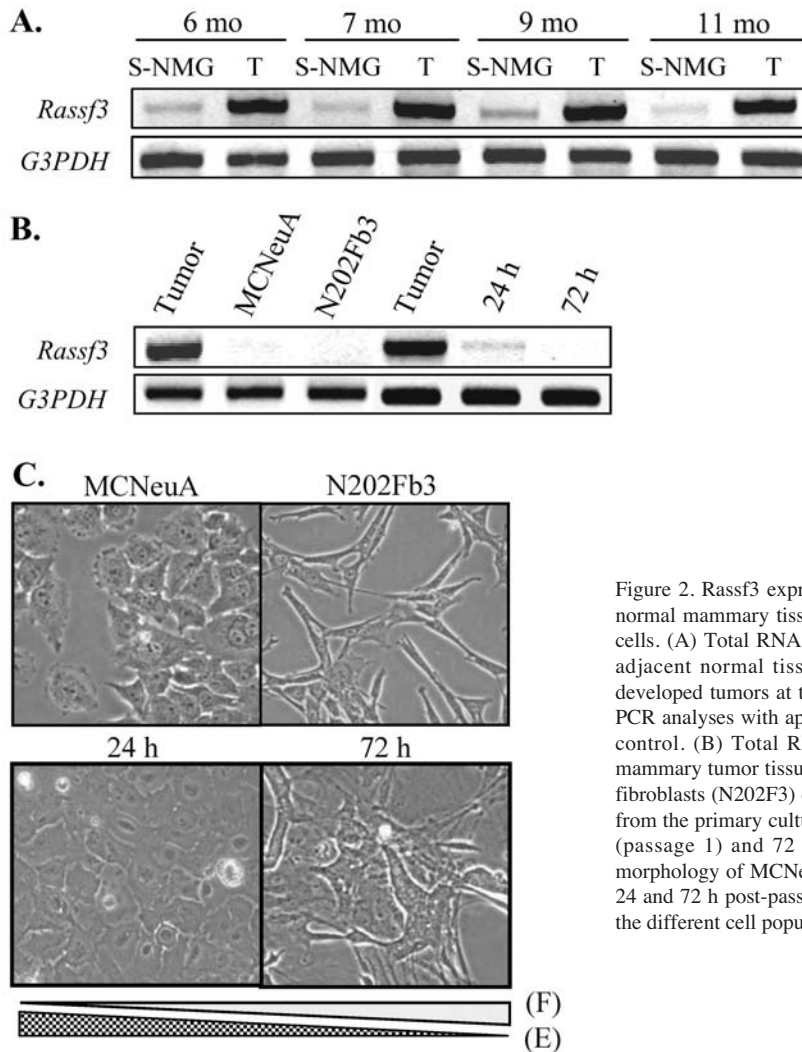 A.
6 mo 7 mo 9 mo 11 mo
S-NMG T S-NMG T S-NMG T S-NMG T
Rassf3
G3PDH
B.
Tumor MCNeuA N202Fb3 Tumor 24 h 72 h
Rassf3
G3PDH
C.
MCNeuA N202Fb3
24 h 72 h
(F)
(E)
Figure 2. Rassf3 expr
normal mammary tiss
cells. (A) Total RNA
adjacent normal tiss
developed tumors at t
PCR analyses with ap
control. (B) Total R
mammary tumor tissu
fibroblasts (N202F3)
from the primary cultu
(passage 1) and 72
morphology of MCNe
24 and 72 h post-pass
the different cell popu